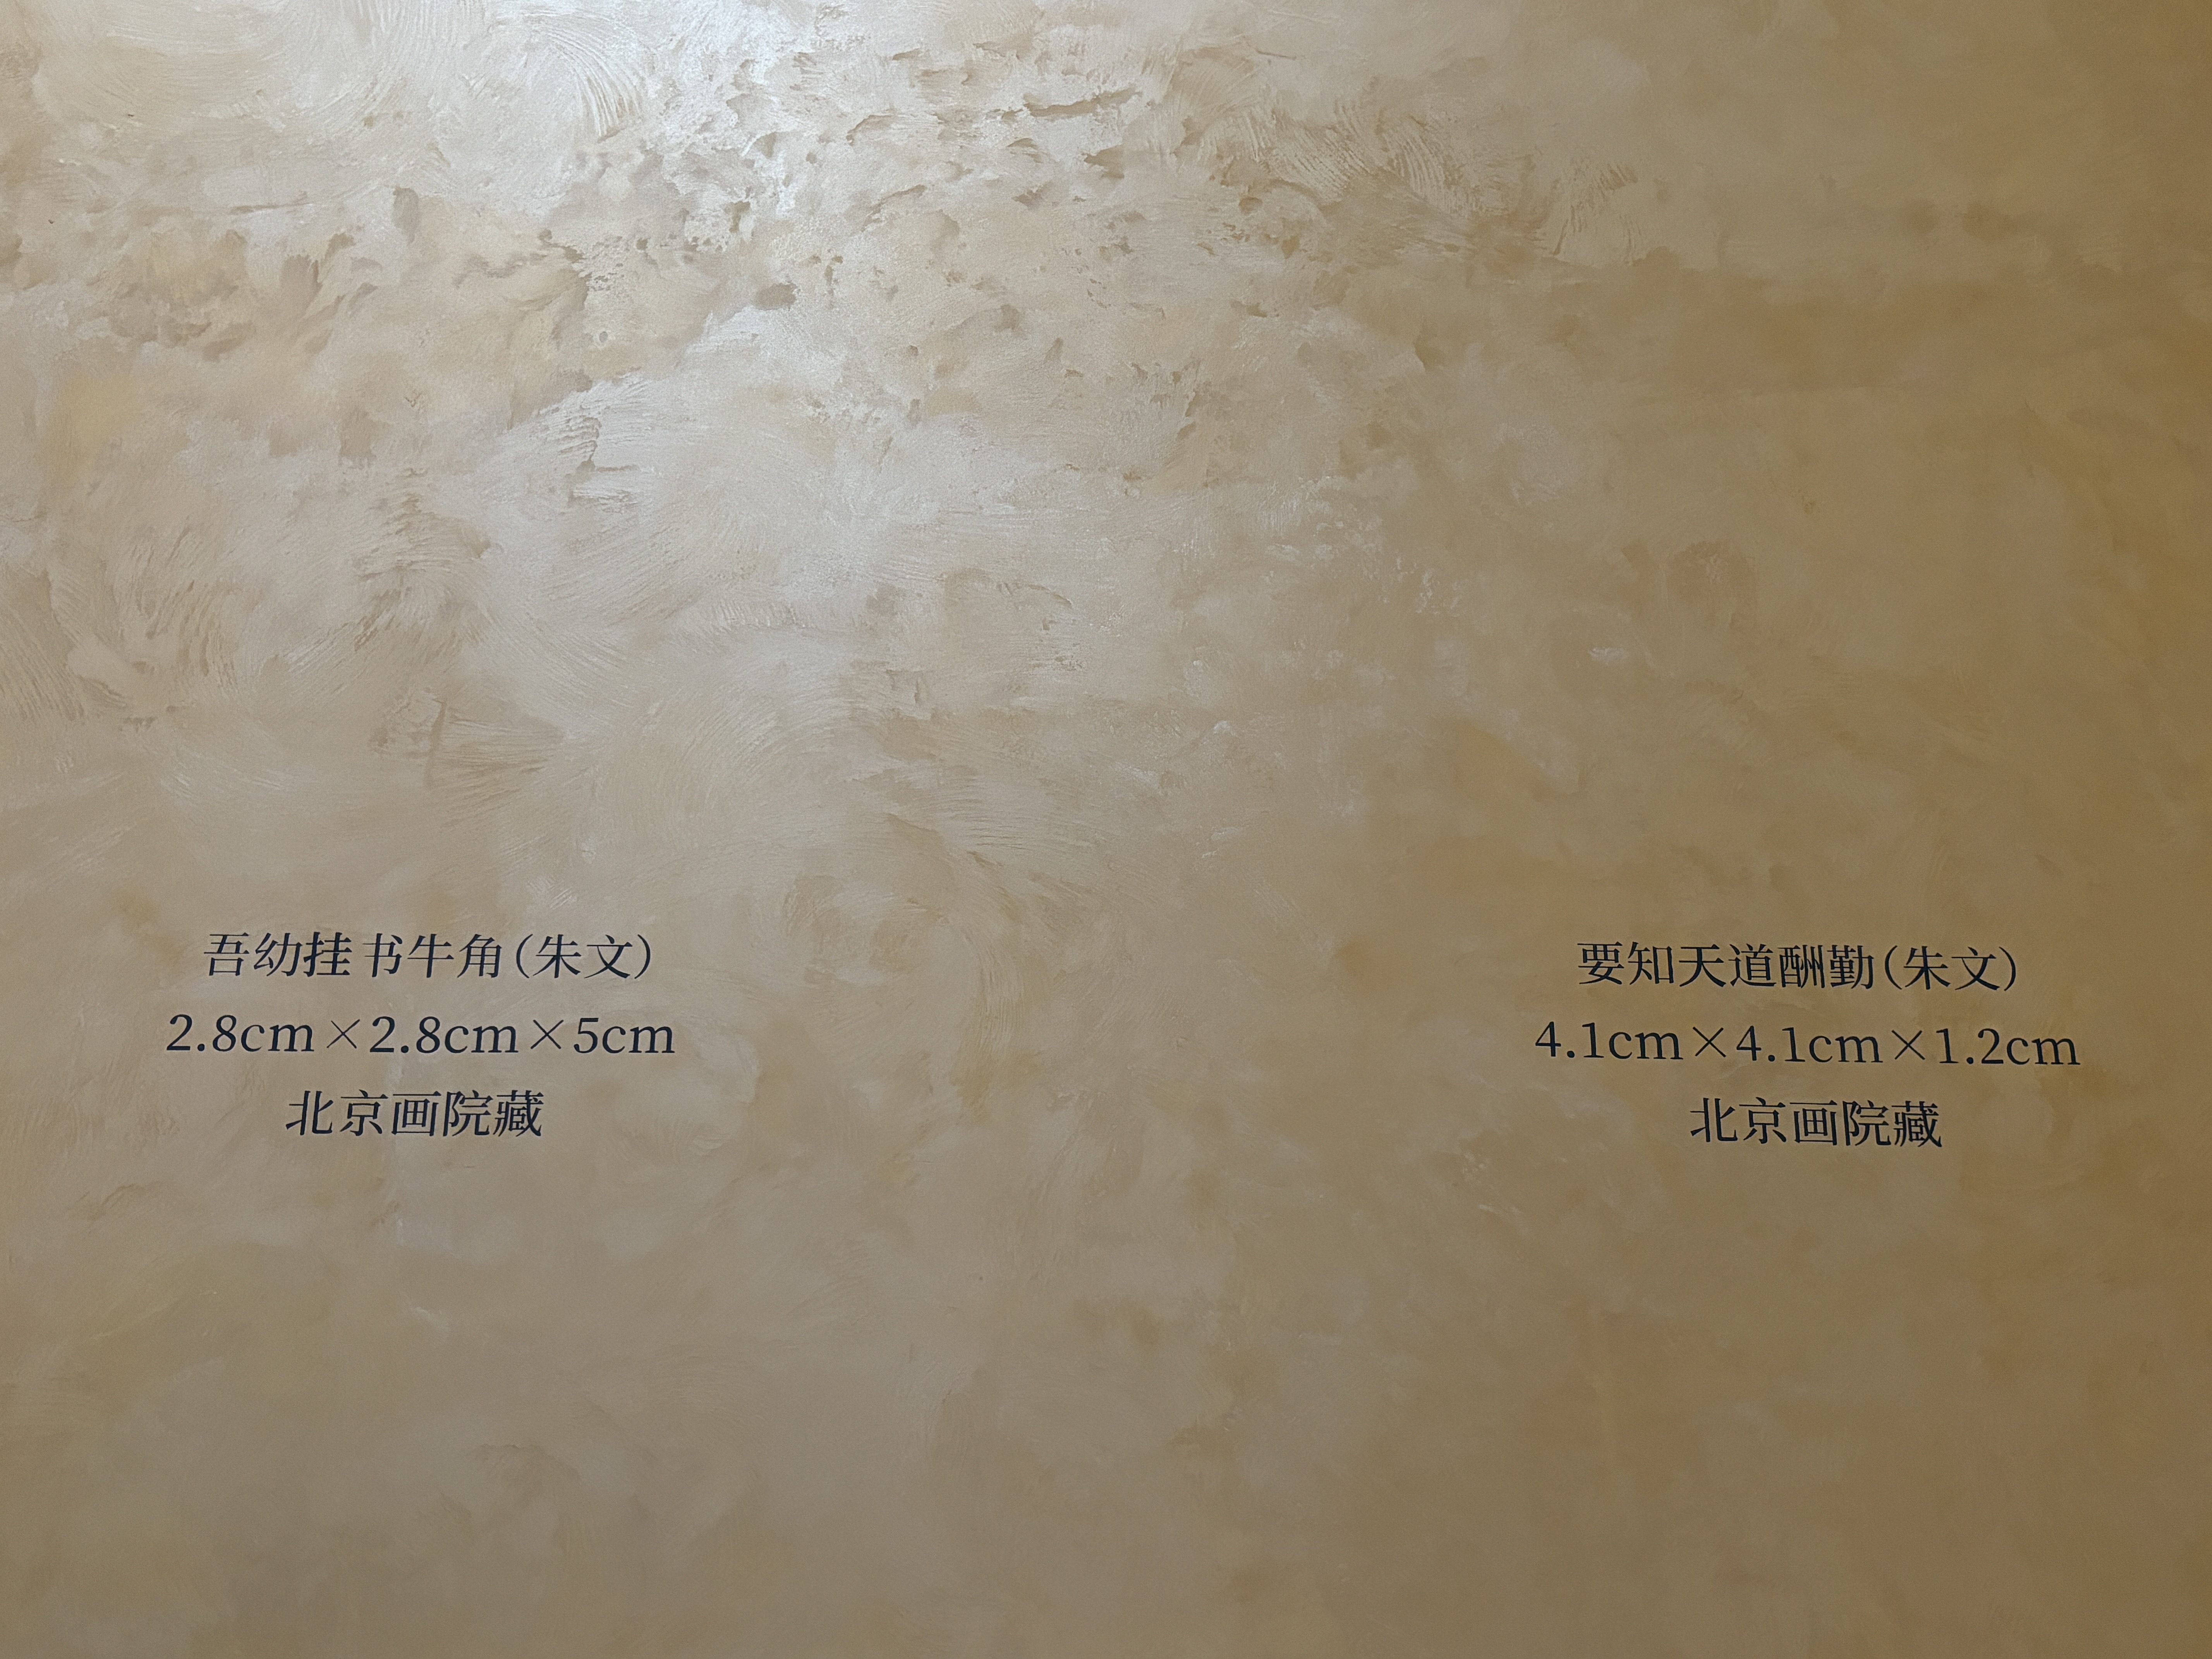 吾幼挂书牛角(朱文)
2.8cm×2.8cm×5cm
北京画院藏
要知天道酬勤(朱文)
4.1cm×4.1cm×1.2cm
北京画院藏